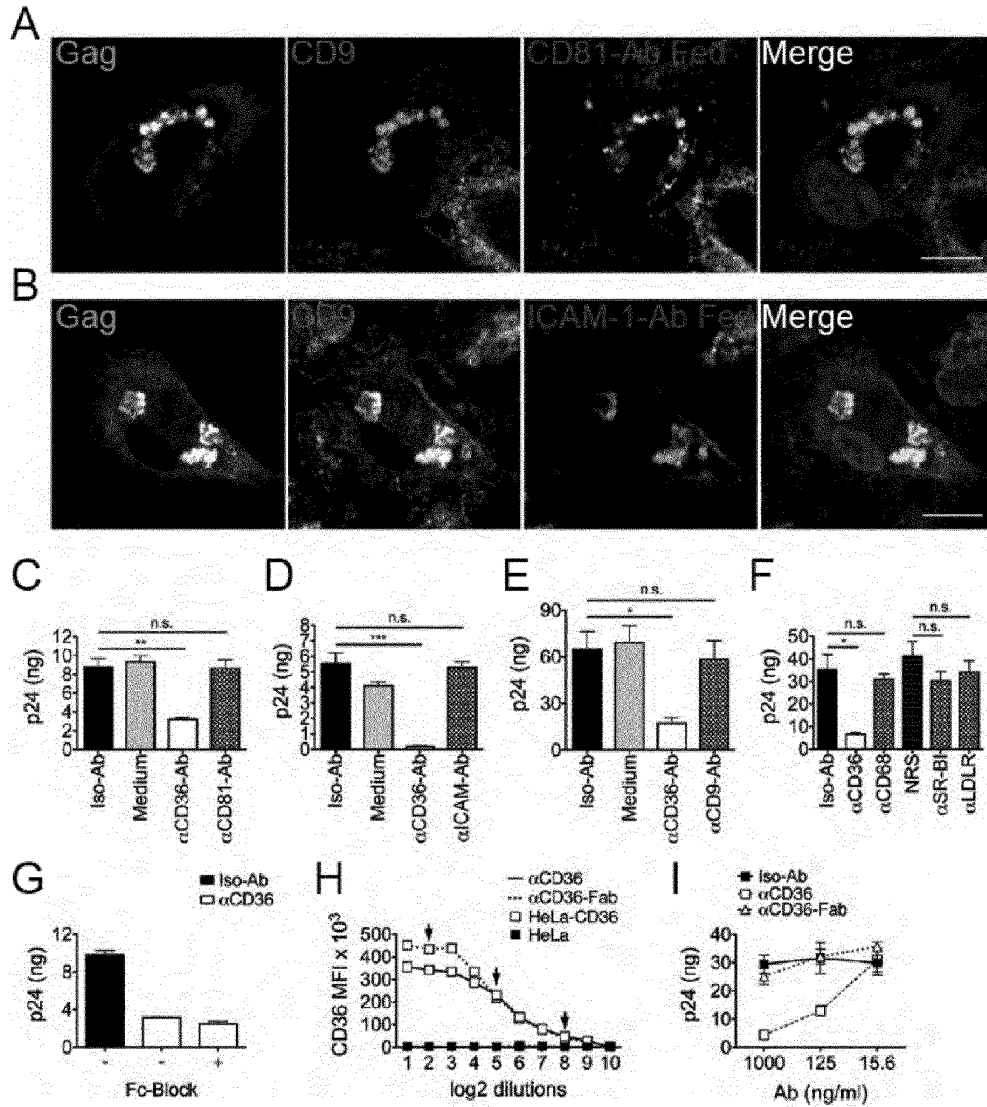 A
Gag
CD9
CD81-Ab Fed
Merge
B
Gag
CD9
ICAM-1-Ab Fed
Merge
C
n.s.
**
12
10
8
6
4
2
0
p24 (ng)
Iso-Ab
Medium
αCD36-Ab
αCD81-Ab
D
n.s.
***
8
7
6
5
4
3
2
1
0
p24 (ng)
Iso-Ab
Medium
αCD36-Ab
αICAM-Ab
E
n.s.
*
90
60
30
0
p24 (ng)
Iso-Ab
Medium
αCD36-Ab
αCD9-Ab
F
n.s.
n.s.
*
n.s.
50
40
30
20
10
0
p24 (ng)
Iso-Ab
αCD36
αCD68
NRS
αSR-BI
αLDLR
G
Iso-Ab
αCD36
12
8
4
0
p24 (ng)
- - +
Fc-Block
H
αCD36
αCD36-Fab
HeLa-CD36
HeLa
500
400
300
200
100
0
CD36 MFI x 10³
1 2 3 4 5 6 7 8 9 10
log2 dilutions
I
Iso-Ab
αCD36
αCD36-Fab
40
30
20
10
0
p24 (ng)
1000 125 15.6
Ab (ng/ml)